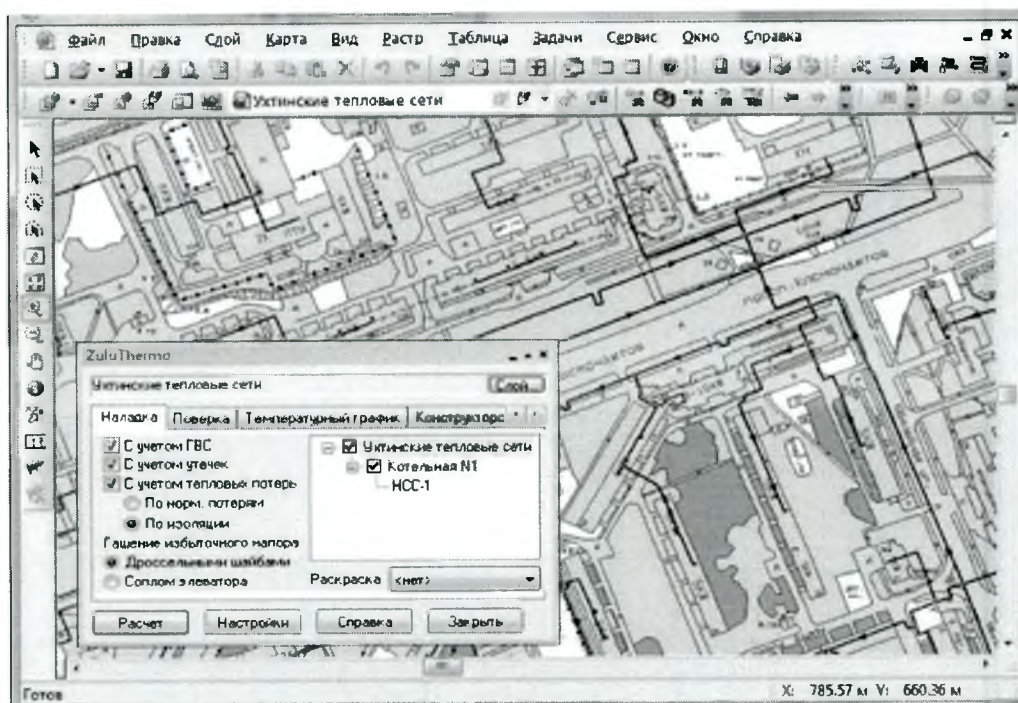 Файл Правка Слой Карта Вид Растр Таблица Задачи Сервис Окно Справка
Ухтинские тепловые сети
ZuluThermo
Ухтинские тепловые сети
Слой...
Наладка Поверка Температурный график Конструкторс
С учетом ГВС
С учетом утечек
С учетом тепловых потерь
По норм. потерям
По изоляции
Гашение избыточного напора
Дроссельными шайбами
Соплом элеватора
Ухтинские тепловые сети
Котельная N1
НСС-1
Раскраска <нет>
Расчет Настройки Справка Закрыть
Готов
X: 785.57 м Y: 660.36 м